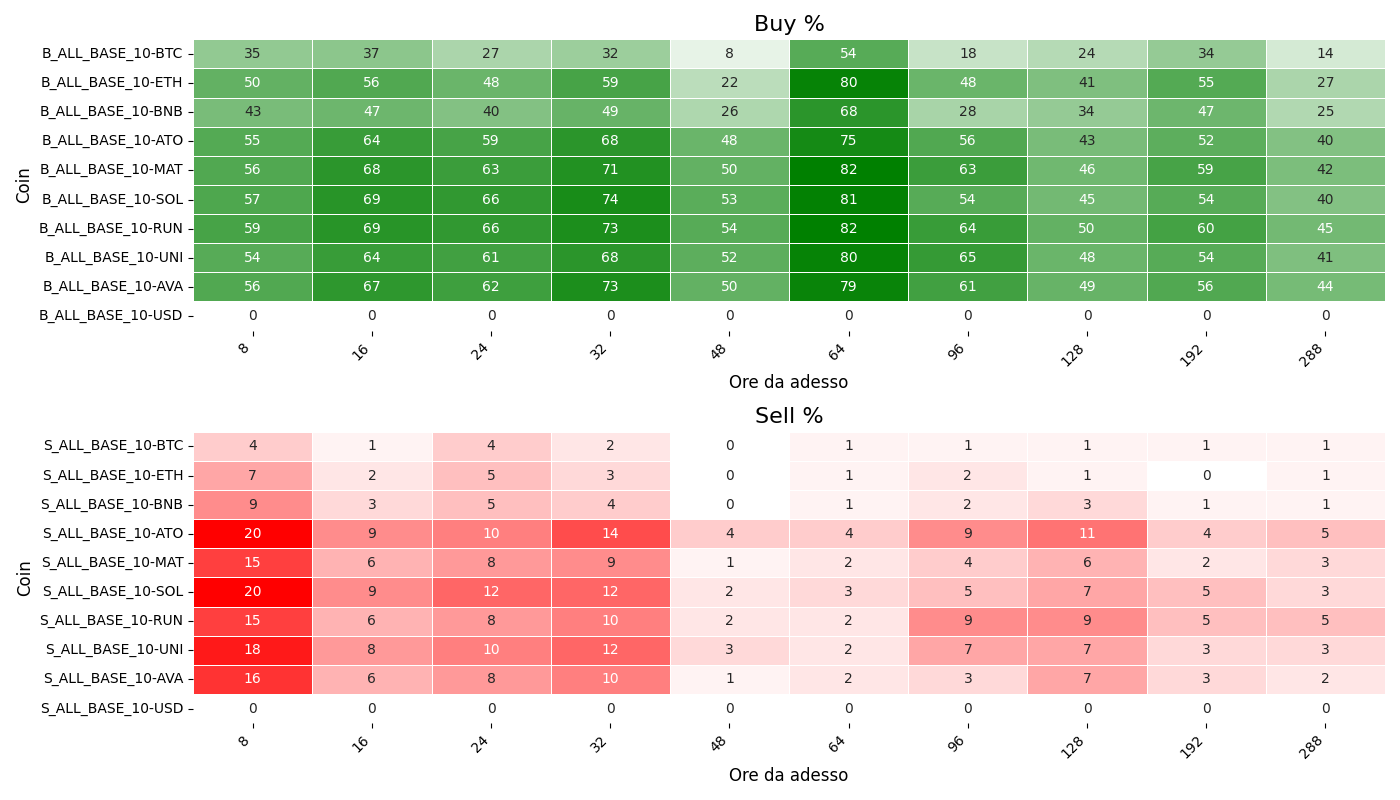 Buy %
Coin
B_ALL_BASE_10-BTC 35 37 27 32 8 54 18 24 34 14
B_ALL_BASE_10-ETH 50 56 48 59 22 80 48 41 55 27
B_ALL_BASE_10-BNB 43 47 40 49 26 68 28 34 47 25
B_ALL_BASE_10-ATO 55 64 59 68 48 75 56 43 52 40
B_ALL_BASE_10-MAT 56 68 63 71 50 82 63 46 59 42
B_ALL_BASE_10-SOL 57 69 66 74 53 81 54 45 54 40
B_ALL_BASE_10-RUN 59 69 66 73 54 82 64 50 60 45
B_ALL_BASE_10-UNI 54 64 61 68 52 80 65 48 54 41
B_ALL_BASE_10-AVA 56 67 62 73 50 79 61 49 56 44
B_ALL_BASE_10-USD 0 0 0 0 0 0 0 0 0 0
8 16 24 32 48 64 96 128 192 288
Ore da adesso
Sell %
Coin
S_ALL_BASE_10-BTC 4 1 4 2 0 1 1 1 1 1
S_ALL_BASE_10-ETH 7 2 5 3 0 1 2 1 0 1
S_ALL_BASE_10-BNB 9 3 5 4 0 1 2 3 1 1
S_ALL_BASE_10-ATO 20 9 10 14 4 4 9 11 4 5
S_ALL_BASE_10-MAT 15 6 8 9 1 2 4 6 2 3
S_ALL_BASE_10-SOL 20 9 12 12 2 3 5 7 5 3
S_ALL_BASE_10-RUN 15 6 8 10 2 2 9 9 5 5
S_ALL_BASE_10-UNI 18 8 10 12 3 2 7 7 3 3
S_ALL_BASE_10-AVA 16 6 8 10 1 2 3 7 3 2
S_ALL_BASE_10-USD 0 0 0 0 0 0 0 0 0 0
8 16 24 32 48 64 96 128 192 288
Ore da adesso